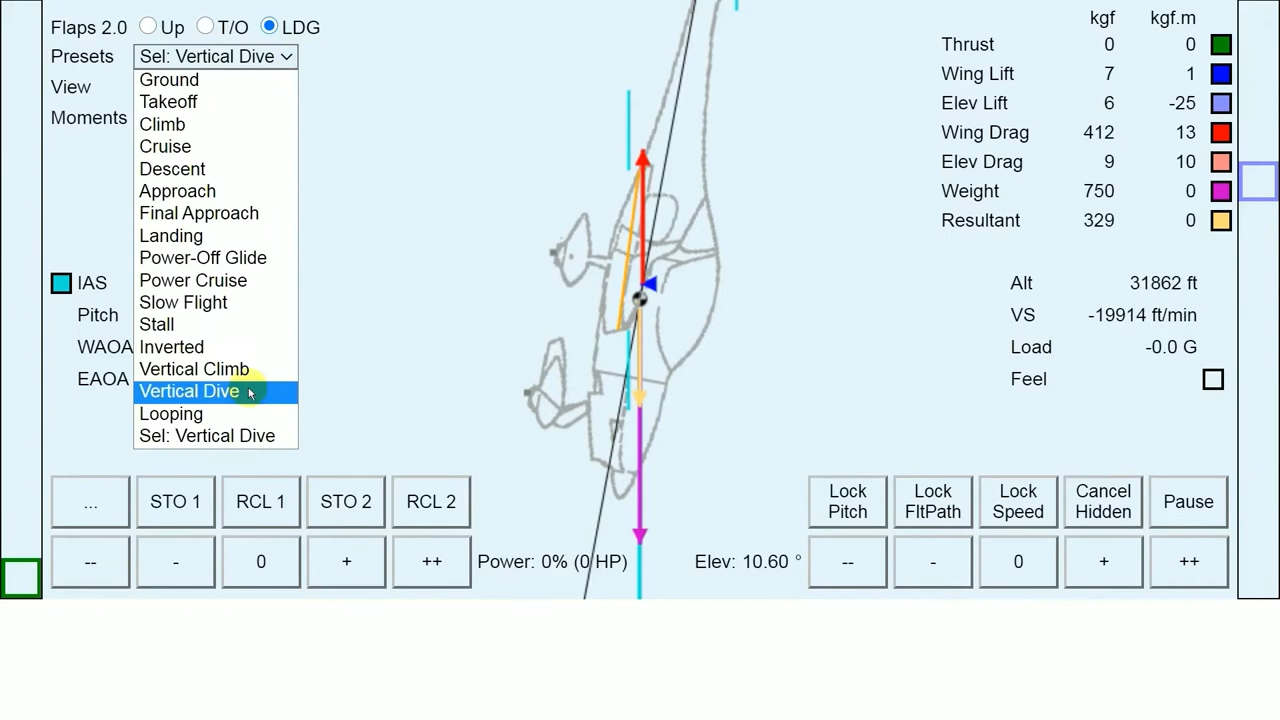 Flaps 2.0 Up T/O LDG
Presets Sel: Vertical Dive
View
Moments
Ground
Takeoff
Climb
Cruise
Descent
Approach
Final Approach
Landing
Power-Off Glide
Power Cruise
Slow Flight
Stall
Inverted
Vertical Climb
Vertical Dive
Looping
Sel: Vertical Dive
IAS
Pitch
WAOA
EAOA
kgf kgf.m
Thrust 0 0
Wing Lift 7 1
Elev Lift 6 -25
Wing Drag 412 13
Elev Drag 9 10
Weight 750 0
Resultant 329 0
Alt 31862 ft
VS -19914 ft/min
Load -0.0 G
Feel
... STO 1 RCL 1 STO 2 RCL 2
-- - 0 + ++
Power: 0% (0 HP) Elev: 10.60 °
Lock Pitch Lock FltPath Lock Speed Cancel Hidden Pause
-- - 0 + ++